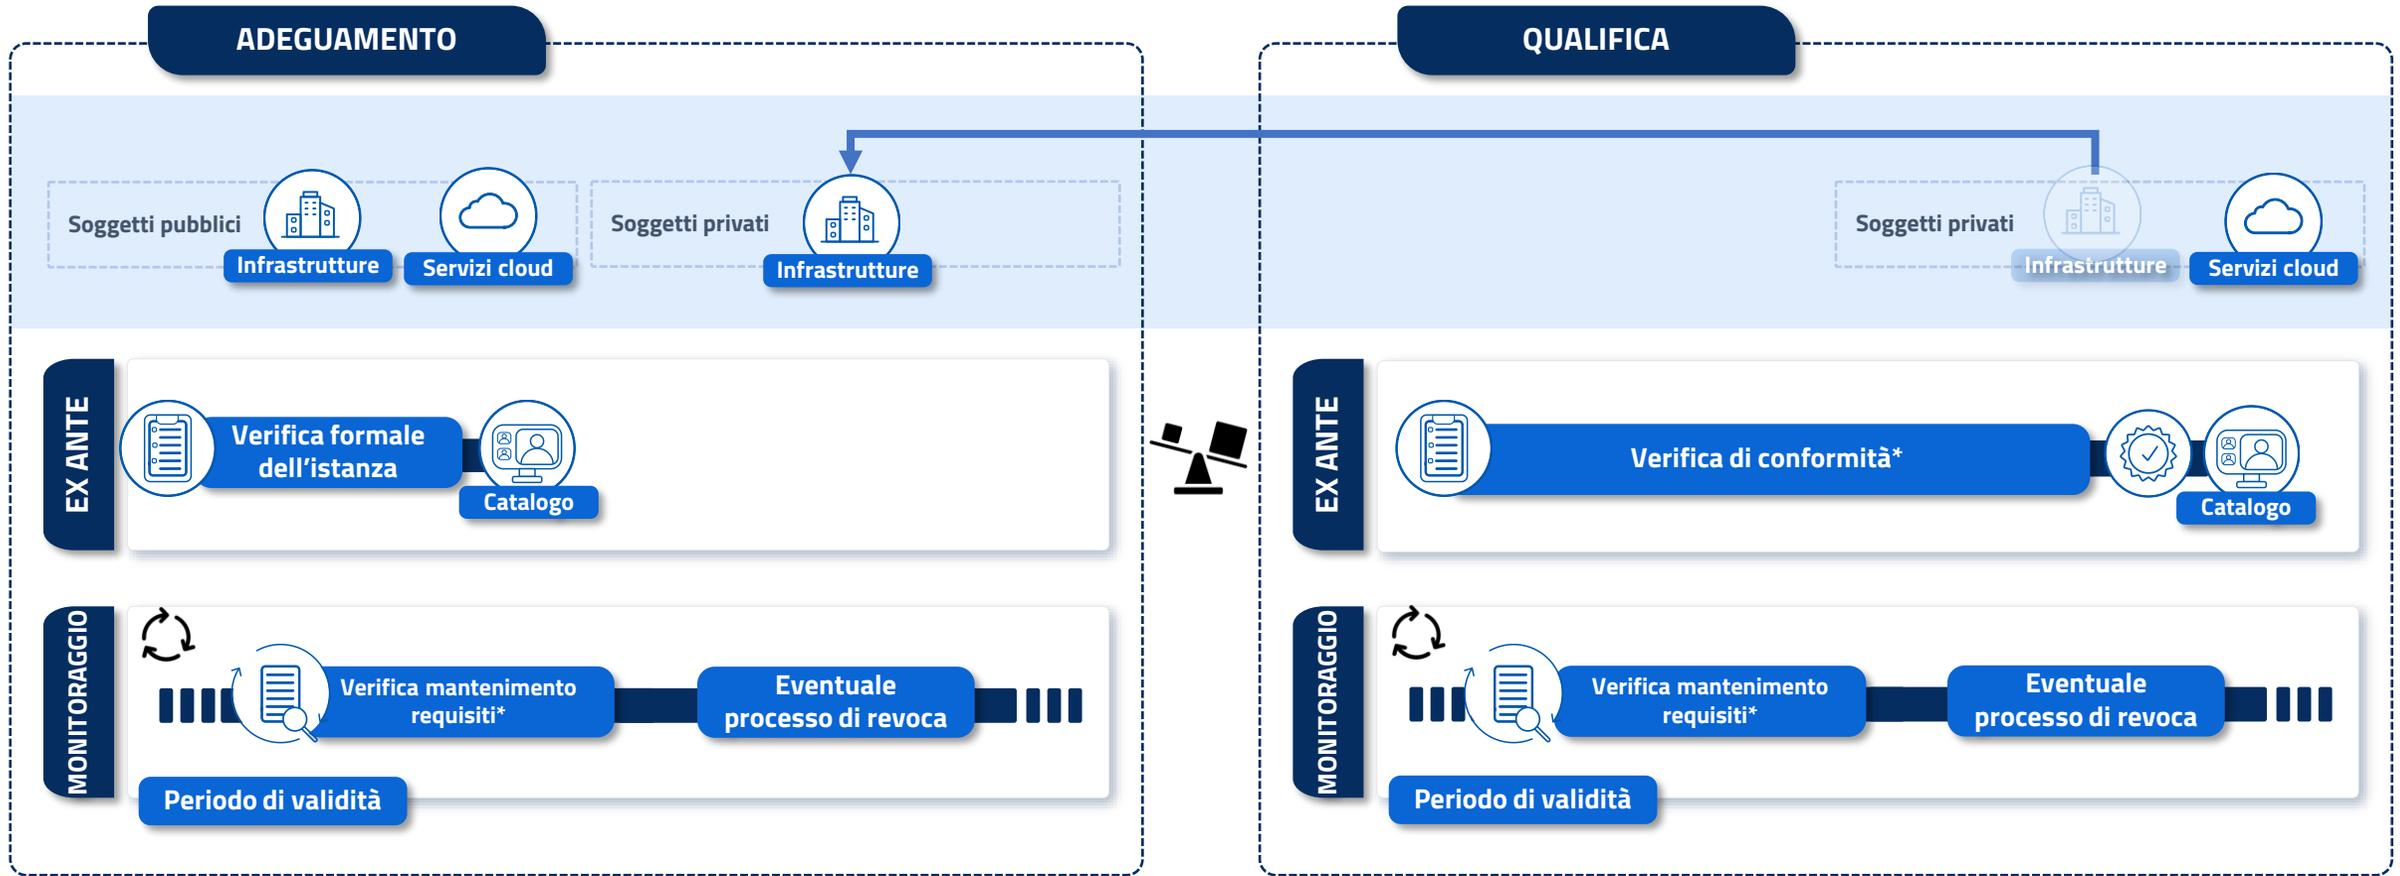 ADEGUAMENTO
QUALIFICA
Soggetti pubblici
Infrastrutture
Servizi cloud
Soggetti privati
Infrastrutture
Soggetti privati
Infrastrutture
Servizi cloud
EX ANTE
Verifica formale
dell'istanza
Catalogo
EX ANTE
Verifica di conformità*
Catalogo
MONITORAGGIO
Verifica mantenimento
requisiti*
Eventuale
processo di revoca
Periodo di validità
MONITORAGGIO
Verifica mantenimento
requisiti*
Eventuale
processo di revoca
Periodo di validità